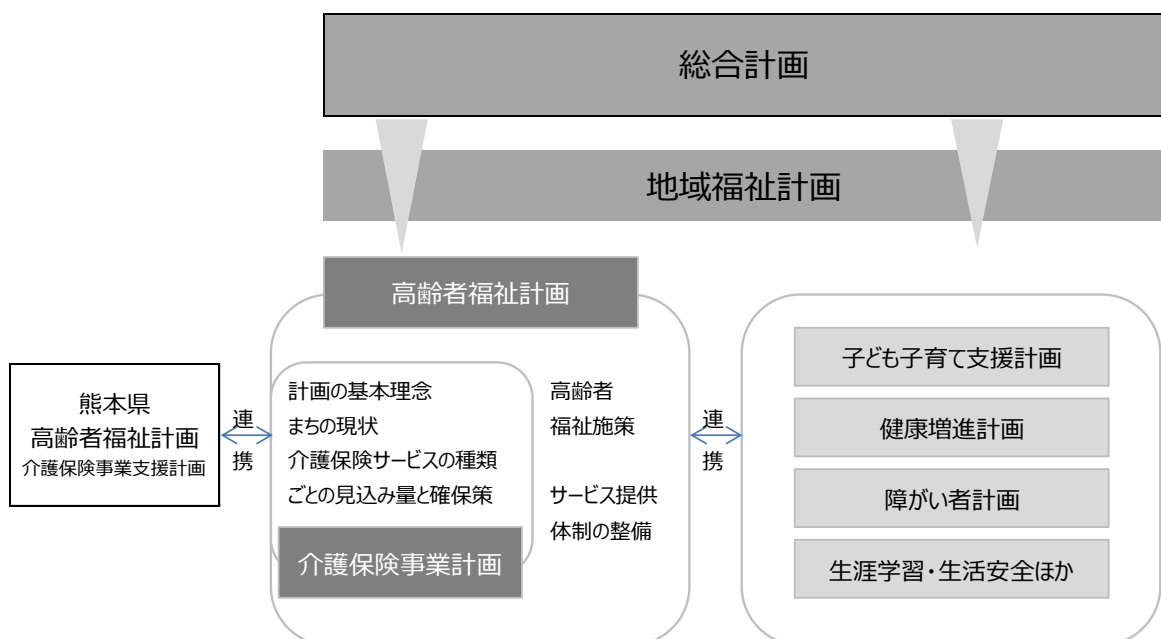 総合計画
地域福祉計画
高齢者福祉計画
熊本県
高齢者福祉計画
介護保険事業支援計画
連
携
計画の基本理念
まちの現状
介護保険サービスの種類
ごとの見込み量と確保策
介護保険事業計画
高齢者
福祉施策
サービス提供
体制の整備
連
携
子ども子育て支援計画
健康増進計画
障がい者計画
生涯学習・生活安全ほか